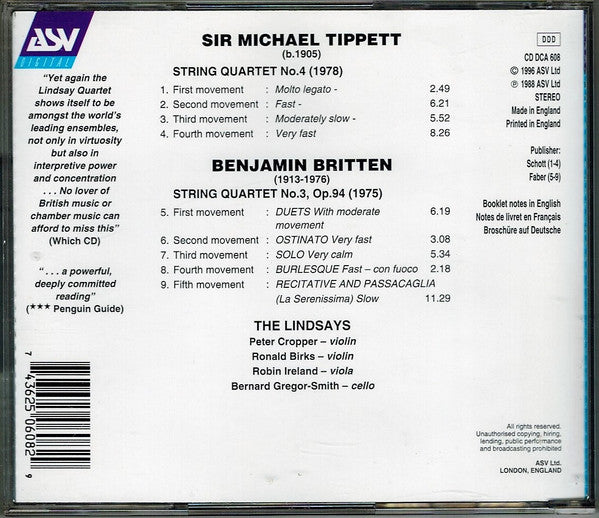 ASV
DIGITAL
"Yet again the
Lindsay Quartet
shows itself to be
amongst the world's
leading ensembles,
not only in virtuosity
but also in
interpretive power
and concentration
. . . No lover of
British music or
chamber music can
afford to miss this"
(Which CD)
". . . a powerful,
deeply committed
reading"
(★★★ Penguin Guide)
7 43625 06082 9
SIR MICHAEL TIPPETT
(b.1905)
STRING QUARTET No.4 (1978)
1. First movement : Molto legato - 2.49
2. Second movement : Fast - 6.21
3. Third movement : Moderately slow - 5.52
4. Fourth movement : Very fast 8.26
BENJAMIN BRITTEN
(1913-1976)
STRING QUARTET No.3, Op.94 (1975)
5. First movement : DUETS With moderate 6.19
movement
6. Second movement : OSTINATO Very fast 3.08
7. Third movement : SOLO Very calm 5.34
8. Fourth movement : BURLESQUE Fast – con fuoco 2.18
9. Fifth movement : RECITATIVE AND PASSACAGLIA
(La Serenissima) Slow 11.29
THE LINDSAYS
Peter Cropper – violin
Ronald Birks – violin
Robin Ireland – viola
Bernard Gregor-Smith – cello
DDD
CD DCA 608
© 1996 ASV Ltd
℗ 1988 ASV Ltd
STEREO
Made in England
Printed in England
Publisher:
Schott (1-4)
Faber (5-9)
Booklet notes in English
Notes de livret en Français
Broschüre auf Deutsche
All rights reserved.
Unauthorised copying, hiring,
lending, public performance
and broadcasting prohibited
ASV Ltd.
LONDON, ENGLAND